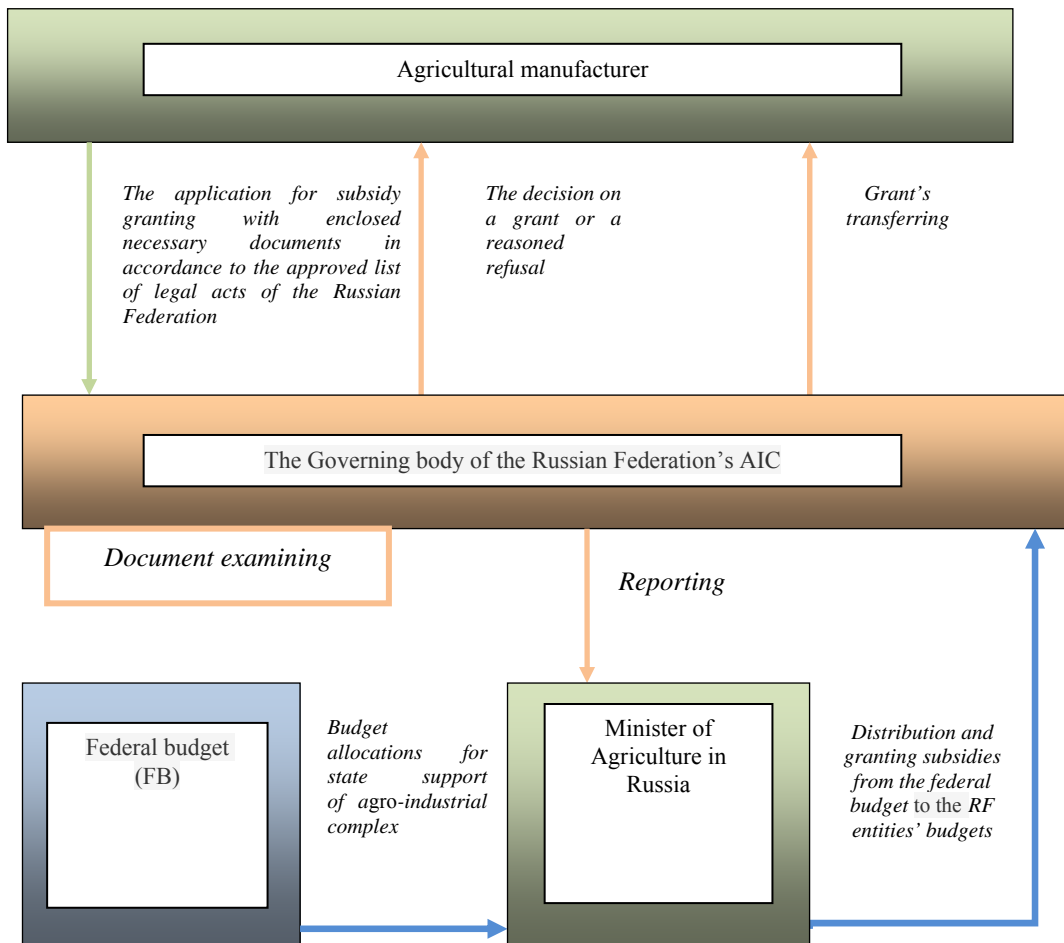 Agricultural manufacturer
The application for subsidy
granting with enclosed
necessary documents in
accordance to the approved list
of legal acts of the Russian
Federation
The decision on
a grant or a
reasoned
refusal
Grant's
transferring
The Governing body of the Russian Federation's AIC
Document examining
Reporting
Federal budget
(FB)
Budget
allocations for
state support
of agro-industrial
complex
Minister of
Agriculture in
Russia
Distribution and
granting subsidies
from the federal
budget to the RF
entities' budgets